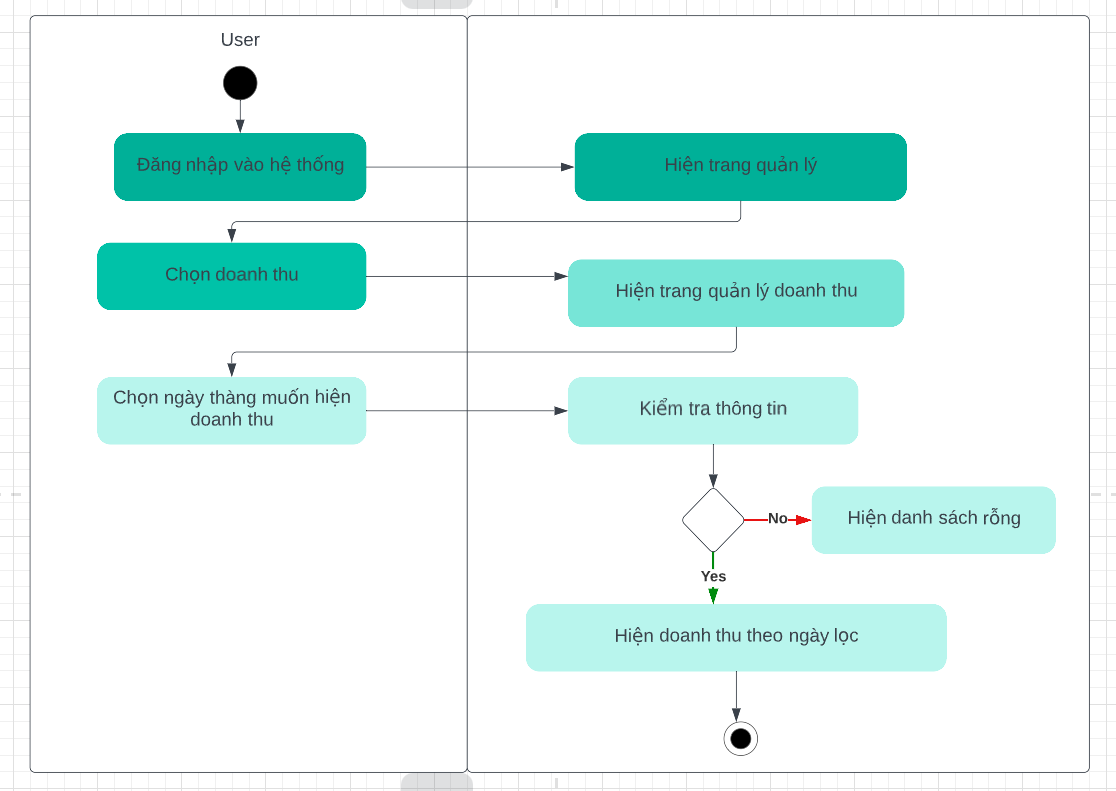 User
Đăng nhập vào hệ thống
Hiện trang quản lý
Chọn doanh thu
Hiện trang quản lý doanh thu
Chọn ngày thàng muốn hiện
doanh thu
Kiểm tra thông tin
No
Hiện danh sách rỗng
Yes
Hiện doanh thu theo ngày lọc